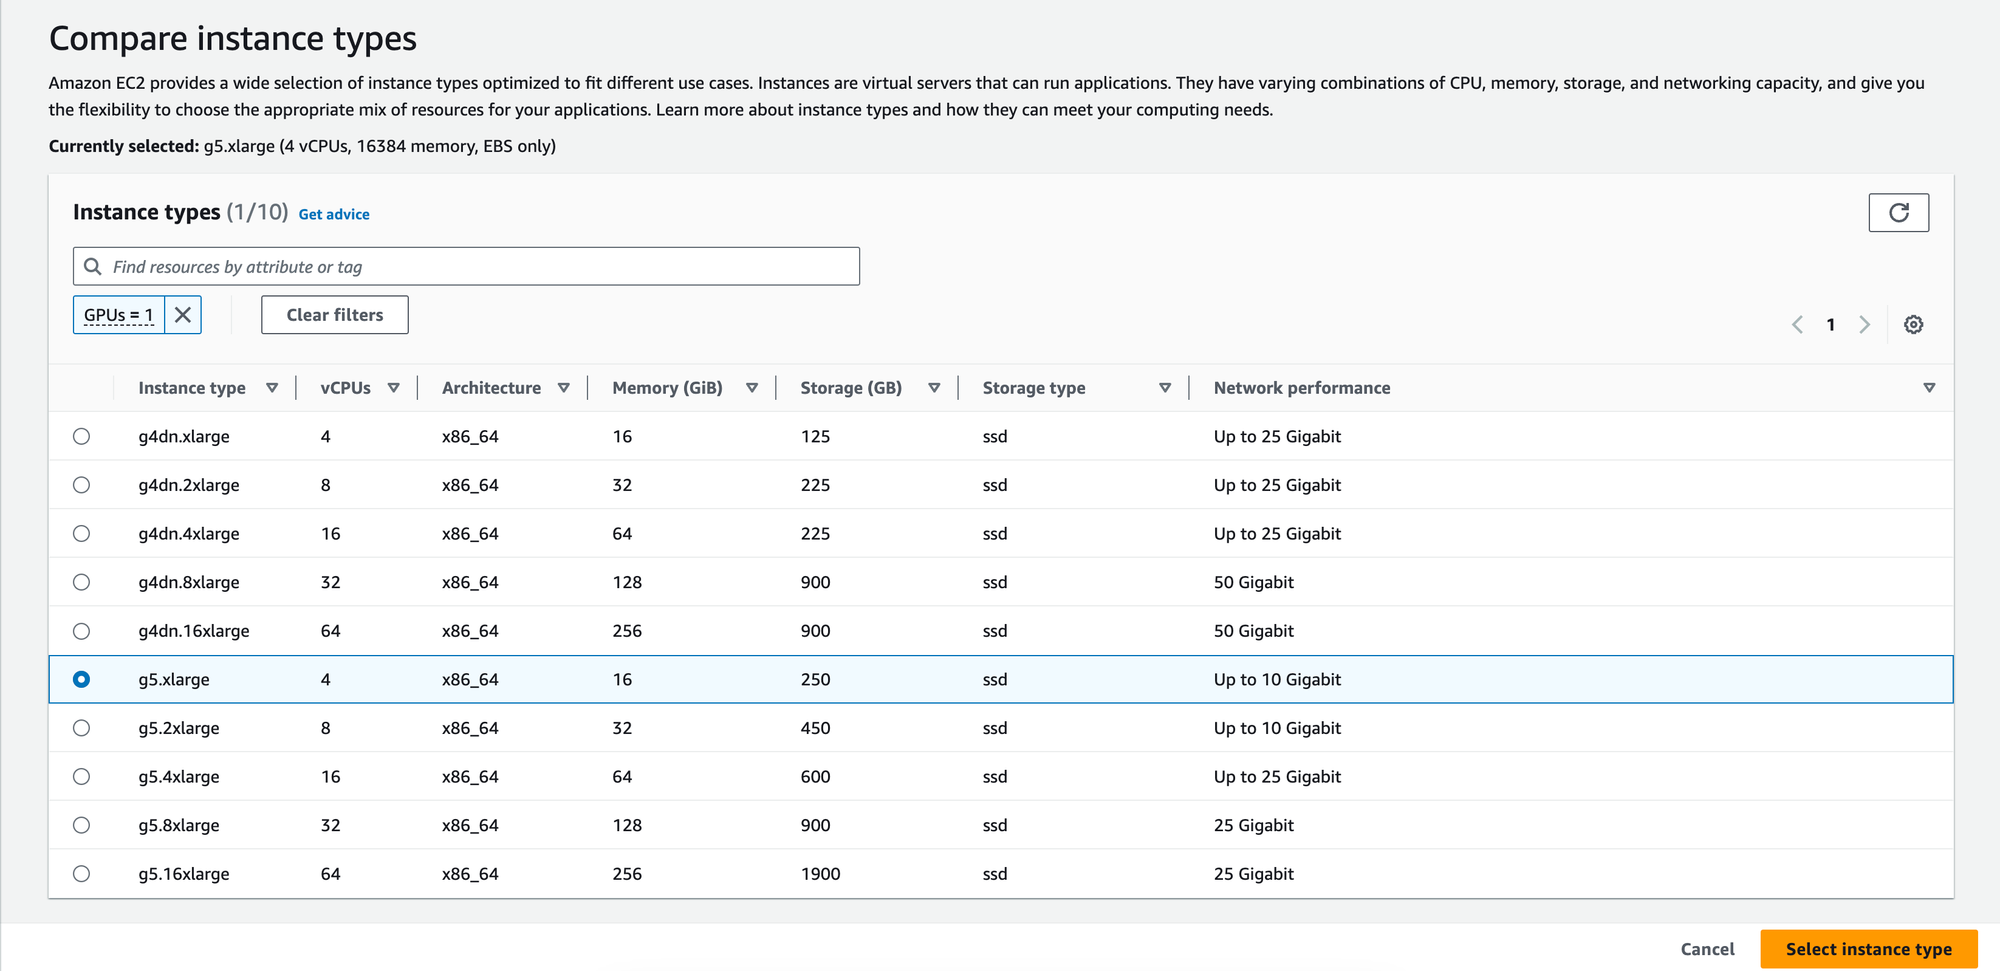 Compare instance types
Amazon EC2 provides a wide selection of instance types optimized to fit different use cases. Instances are virtual servers that can run applications. They have varying combinations of CPU, memory, storage, and networking capacity, and give you
the flexibility to choose the appropriate mix of resources for your applications. Learn more about instance types and how they can meet your computing needs.
Currently selected: g5.xlarge (4 vCPUs, 16384 memory, EBS only)
Instance types (1/10) Get advice
Find resources by attribute or tag
GPUs = 1 Clear filters 1
Instance type vCPUs Architecture Memory (GiB) Storage (GB) Storage type Network performance
g4dn.xlarge 4 x86_64 16 125 ssd Up to 25 Gigabit
g4dn.2xlarge 8 x86_64 32 225 ssd Up to 25 Gigabit
g4dn.4xlarge 16 x86_64 64 225 ssd Up to 25 Gigabit
g4dn.8xlarge 32 x86_64 128 900 ssd 50 Gigabit
g4dn.16xlarge 64 x86_64 256 900 ssd 50 Gigabit
g5.xlarge 4 x86_64 16 250 ssd Up to 10 Gigabit
g5.2xlarge 8 x86_64 32 450 ssd Up to 10 Gigabit
g5.4xlarge 16 x86_64 64 600 ssd Up to 25 Gigabit
g5.8xlarge 32 x86_64 128 900 ssd 25 Gigabit
g5.16xlarge 64 x86_64 256 1900 ssd 25 Gigabit
Cancel Select instance type